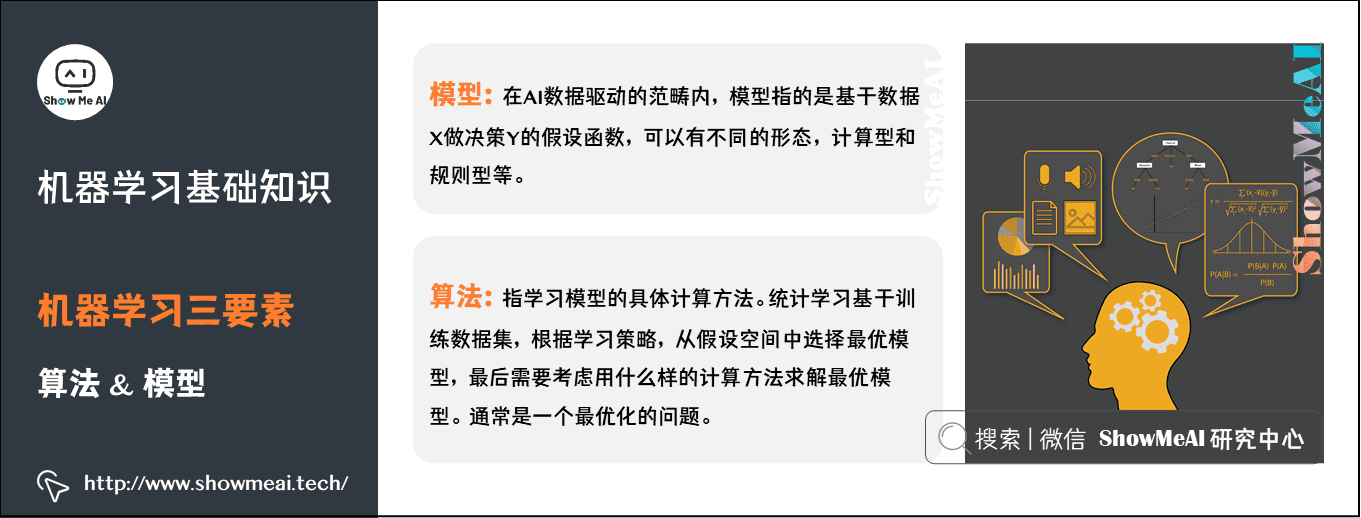 Show Me AI
机器学习基础知识
机器学习三要素
算法 & 模型
http://www.showmeai.tech/
模型：在AI数据驱动的范畴内，模型指的是基于数据
X做决策Y的假设函数，可以有不同的形态，计算型和
规则型等。
算法：指学习模型的具体计算方法。统计学习基于训
练数据集，根据学习策略，从假设空间中选择最优模
型，最后需要考虑用什么样的计算方法求解最优模
型。通常是一个最优化的问题。
ShowMeAI
ShowMeAI
P(A|B) = P(B|A) P(A)
P(B)
搜索 | 微信 ShowMeAI 研究中心